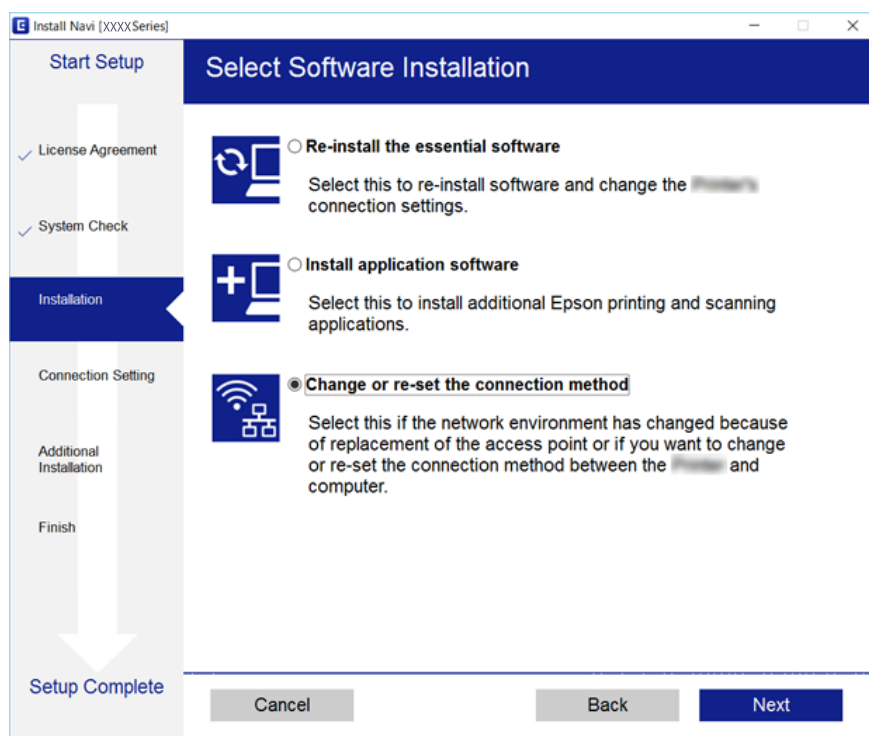 Install Navi [XXXX Series]
Start Setup
License Agreement
System Check
Installation
Connection Setting
Additional
Installation
Finish
Setup Complete
Select Software Installation
Re-install the essential software
Select this to re-install software and change the
connection settings.
Install application software
Select this to install additional Epson printing and scanning
applications.
Change or re-set the connection method
Select this if the network environment has changed because
of replacement of the access point or if you want to change
or re-set the connection method between the and
computer.
Cancel
Back
Next